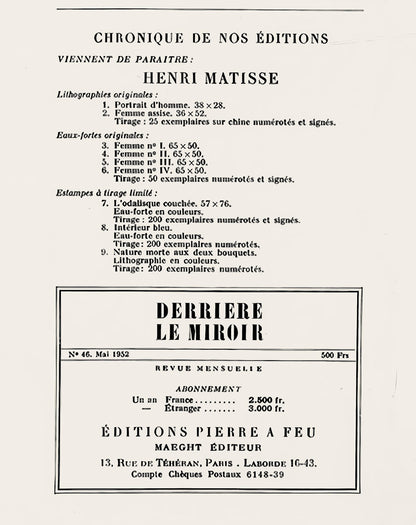 CHRONIQUE DE NOS ÉDITIONS
VIENNENT DE PARAITRE :
HENRI MATISSE
Lithographies originales :
1. Portrait d'homme. 38 × 28.
2. Femme assise. 36 × 52.
Tirage : 25 exemplaires sur chine numérotés et signés.
Eaux-fortes originales :
3. Femme nº I. 65 × 50.
4. Femme nº II. 65 × 50.
5. Femme nº III. 65 × 50.
6. Femme nº IV. 65 × 50.
Tirage : 50 exemplaires numérotés et signés.
Estampes à tirage limité :
7. L'odalisque couchée. 57 × 76.
Eau-forte en couleurs.
Tirage : 200 exemplaires numérotés et signés.
8. Intérieur bleu.
Eau-forte en couleurs.
Tirage : 200 exemplaires numérotés.
9. Nature morte aux deux bouquets.
Lithographie en couleurs.
Tirage : 200 exemplaires numérotés.
DERRIERE
LE MIROIR
Nº 46. Mai 1952 500 Frs
REVUE MENSUELLE
ABONNEMENT
Un an France ......... 2.500 fr.
— Étranger ....... 3.000 fr.
ÉDITIONS PIERRE A FEU
MAEGHT ÉDITEUR
13, RUE DE TÉHÉRAN, PARIS . LABORDE 16-43.
Compte Chèques Postaux 6148-39